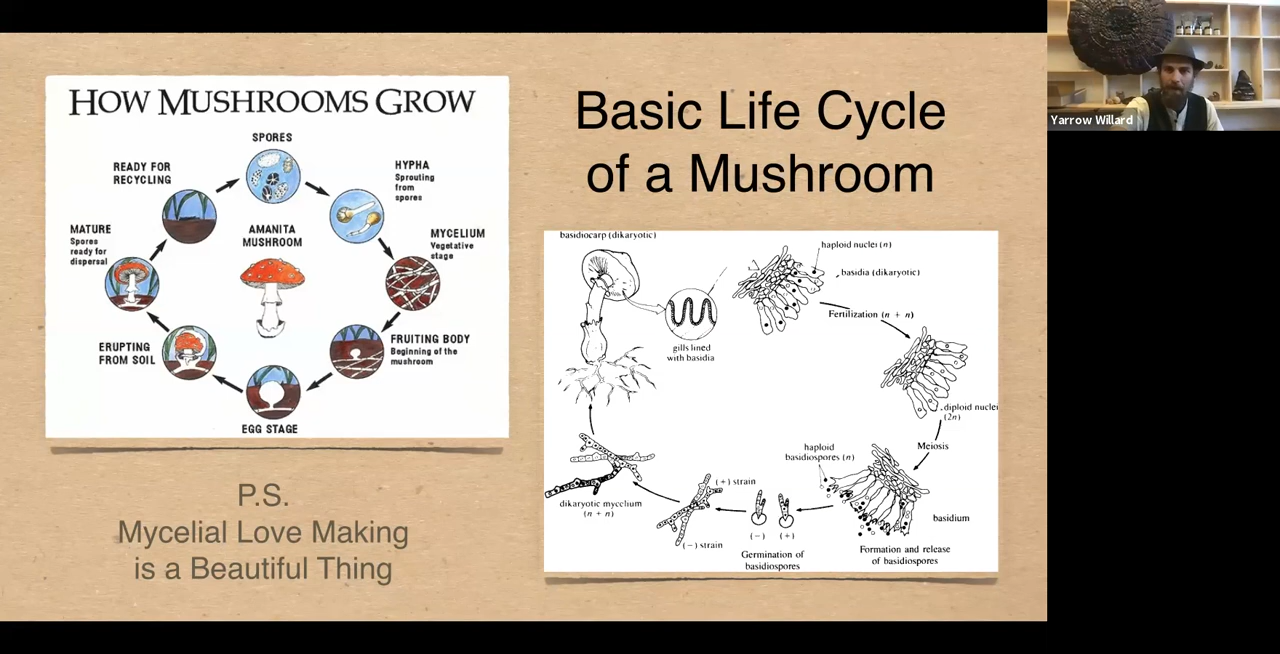 HOW MUSHROOMS GROW
SPORES
HYPHA
Sprouting
from
spores
MYCELIUM
Vegetative
stage
FRUITING BODY
Beginning of the
mushroom
EGG STAGE
ERUPTING
FROM SOIL
MATURE
Spores
ready for
dispersal
READY FOR
RECYCLING
AMANITA
MUSHROOM
P.S.
Mycelial Love Making
is a Beautiful Thing
Basic Life Cycle
of a Mushroom
basidiocarp (dikaryotic)
gills lined
with basidia
haploid nuclei (n)
basidia (dikaryotic)
Fertilization (n + n)
diploid nuclei
(2n)
Meiosis
basidium
Formation and release
of basidiospores
haploid
basidiospores (n)
(−) (+)
Germination of
basidiospores
(+) strain
(−) strain
dikaryotic mycelium
(n + n)
Yarrow Willard